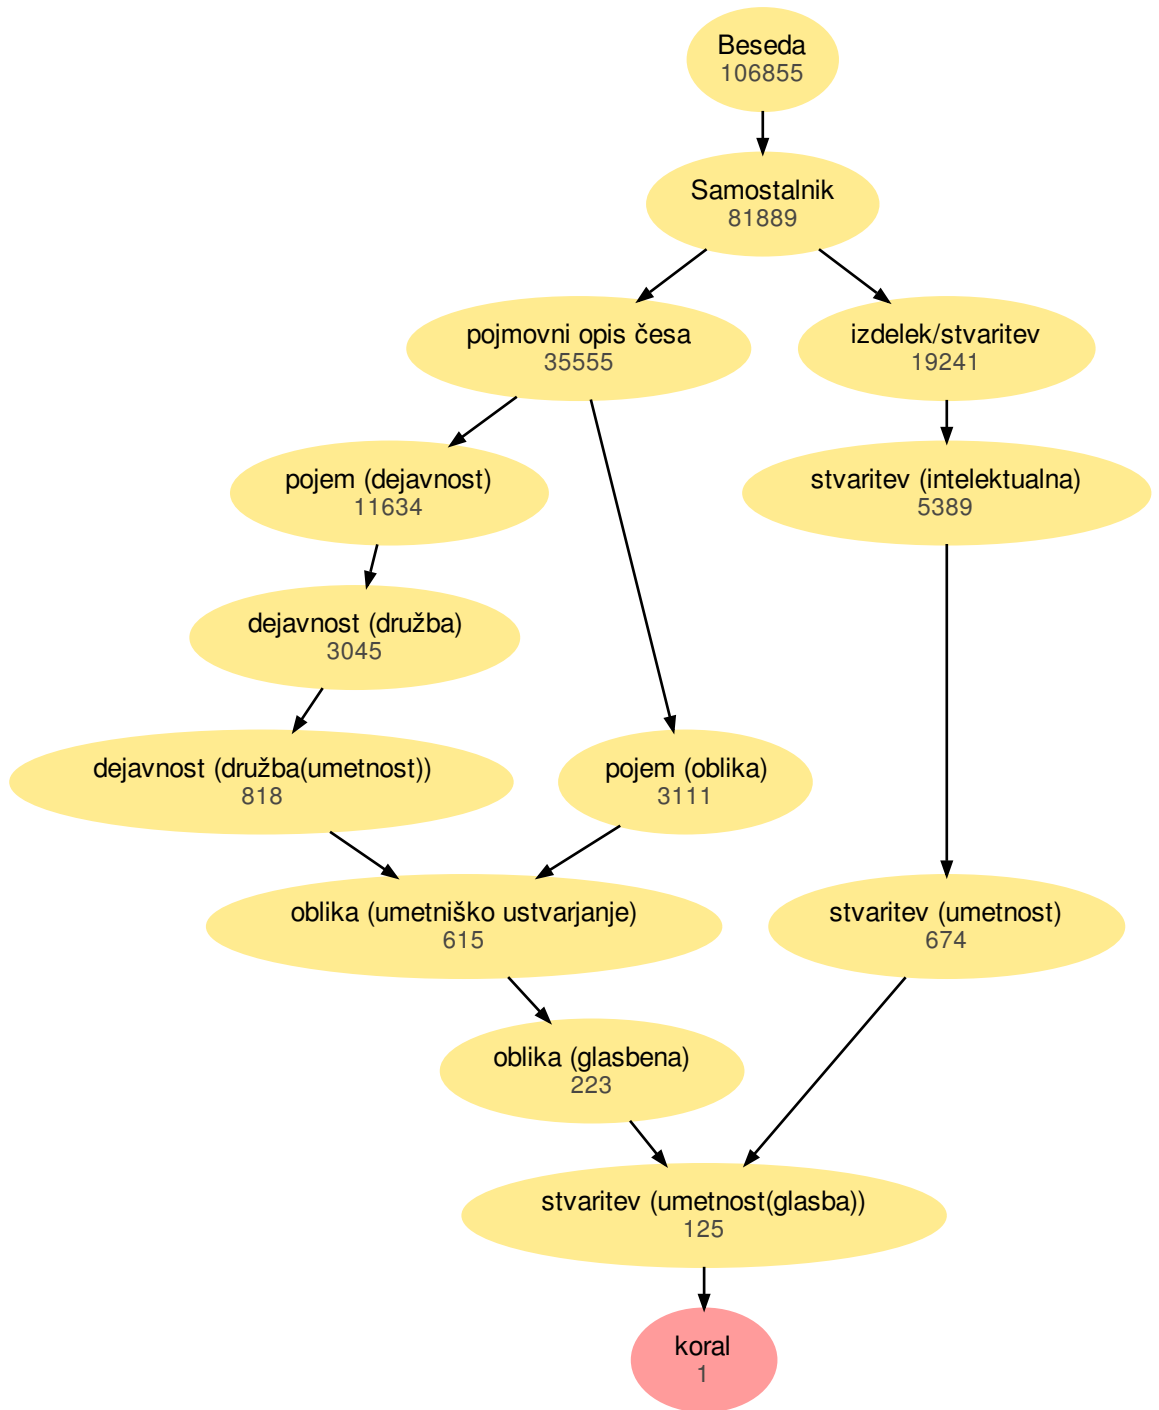 Beseda
106855
Samostalnik
81889
pojmovni opis česa
35555
izdelek/stvaritev
19241
pojem (dejavnost)
11634
stvaritev (intelektualna)
5389
dejavnost (družba)
3045
dejavnost (družba(umetnost))
818
pojem (oblika)
3111
oblika (umetniško ustvarjanje)
615
stvaritev (umetnost)
674
oblika (glasbena)
223
stvaritev (umetnost(glasba))
125
koral
1